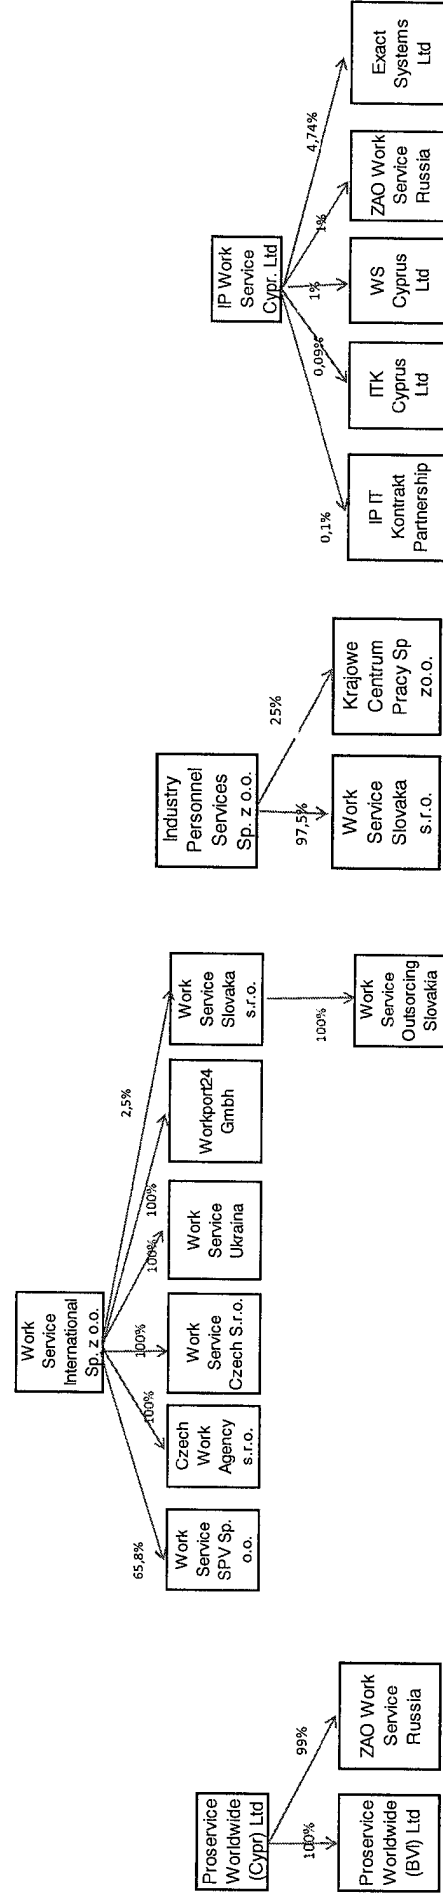 Proservice
Worldwide
(Cypr) Ltd
100%
99%
Proservice
Worldwide
(BVI) Ltd
ZAO Work
Service
Russia
Work
Service
International
Sp. z o.o.
65,8%
100%
100%
100%
100%
2,5%
Work
Service
SPV Sp.
o.o.
Czech
Work
Agency
s.r.o.
Work
Service
Czech S.r.o.
Work
Service
Ukraina
Workport24
Gmbh
Work
Service
Slovaka
s.r.o.
100%
Work
Service
Outsorcing
Slovakia
Industry
Personnel
Services
Sp. z o.o.
97,5%
25%
Work
Service
Slovaka
s.r.o.
Krajowe
Centrum
Pracy Sp
zo.o.
IP Work
Service
Cypr. Ltd
0,1%
0,09%
1%
1%
4,74%
IP IT
Kontrakt
Partnership
ITK
Cyprus
Ltd
WS
Cyprus
Ltd
ZAO Work
Service
Russia
Exact
Systems
Ltd